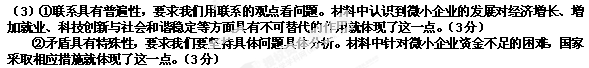 （3）①联系具有普遍性，要求我们用联系的观点看问题。材料中认识到微小企业的发展对经济增长、增
加就业、科技创新与社会和谐稳定等方面具有不可替代的作用就体现了这一点。（3分）
②矛盾具有特殊性，要求我们要坚持具体问题具体分析。材料中针对微小企业资金不足的困难，国家
采取相应措施就体现了这一点。（3分）